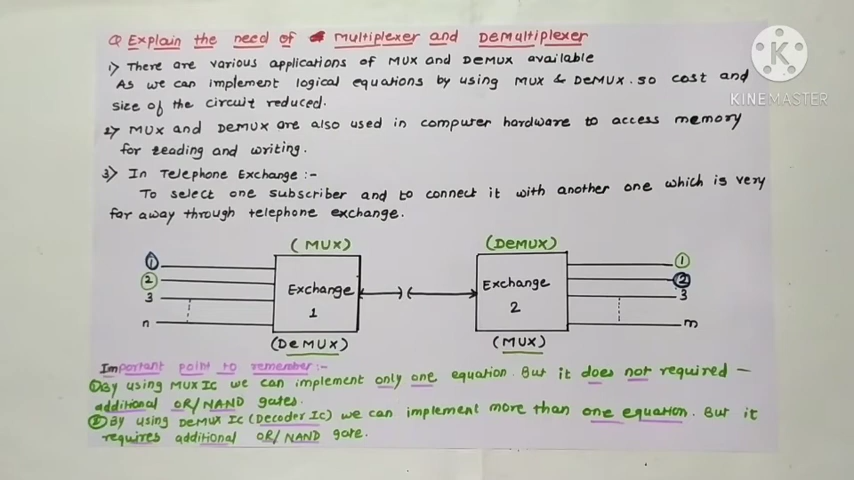 Q Explain the need of Multiplexer and DeMultiplexer
1) There are various applications of MUX and DeMUX available
As we can implement logical equations by using MUX & DeMUX. so cost and
size of the circuit reduced.
2) MUX and DeMUX are also used in computer hardware to access memory
for reading and writing.
3) In Telephone Exchange :-
To select one subscriber and to connect it with another one which is very
far away through telephone exchange.
(MUX) (DeMUX)
1 1
2 Exchange Exchange 2
3 1 2 3
n m
(DeMUX) (MUX)
Important point to remember :-
① By using MUX IC we can implement only one equation. But it does not required -
additional OR/NAND gates.
② By using DeMUX IC (Decoder IC) we can implement more than one equation. But it
requires additional OR/NAND gate.
K
KINEMASTER